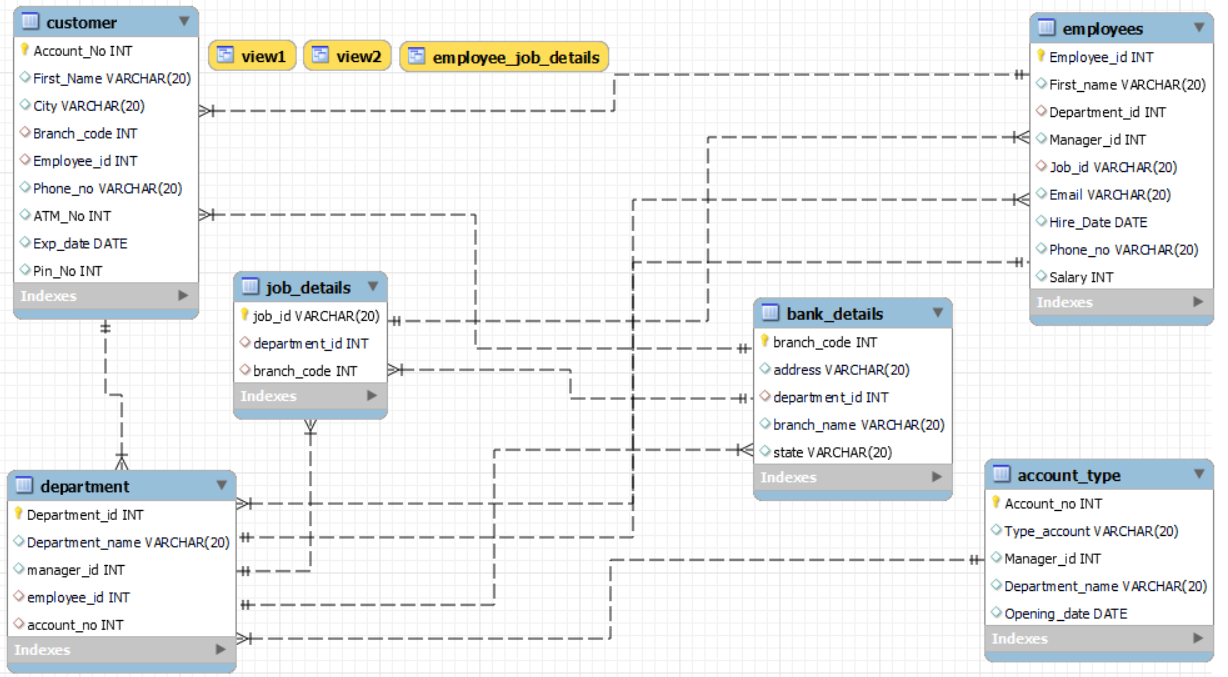 customer
Account_No INT
First_Name VARCHAR(20)
City VARCHAR(20)
Branch_code INT
Employee_id INT
Phone_no VARCHAR(20)
ATM_No INT
Exp_date DATE
Pin_No INT
Indexes
view1
view2
employee_job_details
employees
Employee_id INT
First_name VARCHAR(20)
Department_id INT
Manager_id INT
Job_id VARCHAR(20)
Email VARCHAR(20)
Hire_Date DATE
Phone_no VARCHAR(20)
Salary INT
Indexes
job_details
job_id VARCHAR(20)
department_id INT
branch_code INT
Indexes
bank_details
branch_code INT
address VARCHAR(20)
department_id INT
branch_name VARCHAR(20)
state VARCHAR(20)
Indexes
department
Department_id INT
Department_name VARCHAR(20)
manager_id INT
employee_id INT
account_no INT
Indexes
account_type
Account_no INT
Type_account VARCHAR(20)
Manager_id INT
Department_name VARCHAR(20)
Opening_date DATE
Indexes